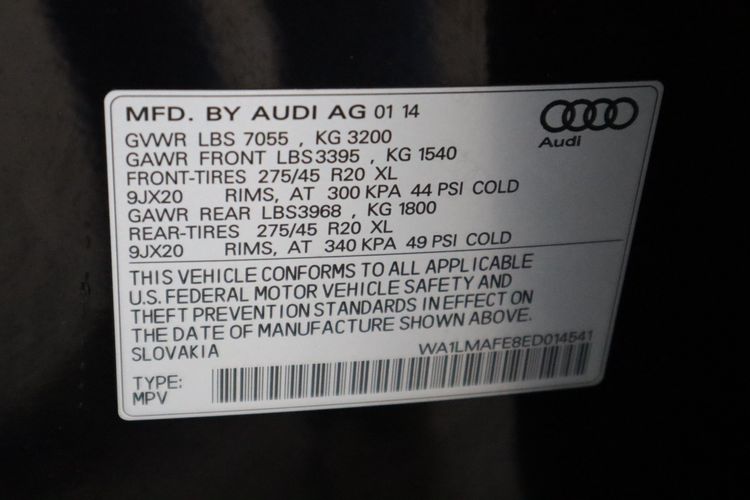 MFD. BY AUDI AG 01 14
Audi
GVWR LBS 7055 , KG 3200
GAWR FRONT LBS3395 , KG 1540
FRONT-TIRES 275/45 R20 XL
9JX20 RIMS, AT 300 KPA 44 PSI COLD
GAWR REAR LBS3968 , KG 1800
REAR-TIRES 275/45 R20 XL
9JX20 RIMS, AT 340 KPA 49 PSI COLD
THIS VEHICLE CONFORMS TO ALL APPLICABLE
U.S. FEDERAL MOTOR VEHICLE SAFETY AND
THEFT PREVENTION STANDARDS IN EFFECT ON
THE DATE OF MANUFACTURE SHOWN ABOVE.
SLOVAKIA WA1LMAFE8ED014541
TYPE:
MPV